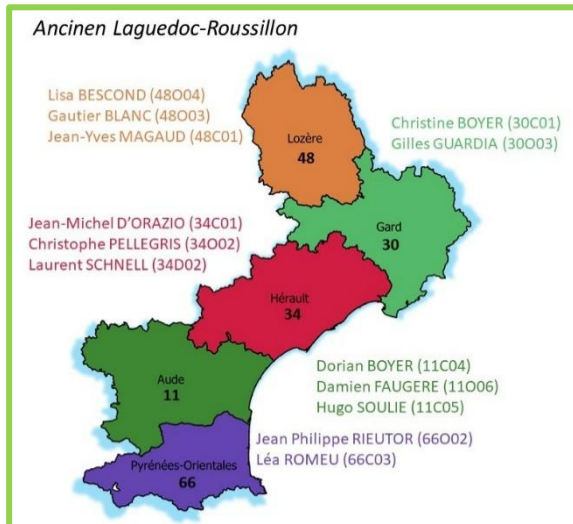 Ancinen Laguedoc-Roussillon
Lisa BESCOND (48O04)
Gautier BLANC (48O03)
Jean-Yves MAGAUD (48C01)
Christine BOYER (30C01)
Gilles GUARDIA (30O03)
Lozère
48
Jean-Michel D'ORAZIO (34C01)
Christophe PELLEGRIS (34O02)
Laurent SCHNELL (34D02)
Gard
30
Hérault
34
Dorian BOYER (11C04)
Damien FAUGERE (11O06)
Hugo SOULIE (11C05)
Aude
11
Jean Philippe RIEUTOR (66O02)
Léa ROMEU (66C03)
Pyrénées-Orientales
66